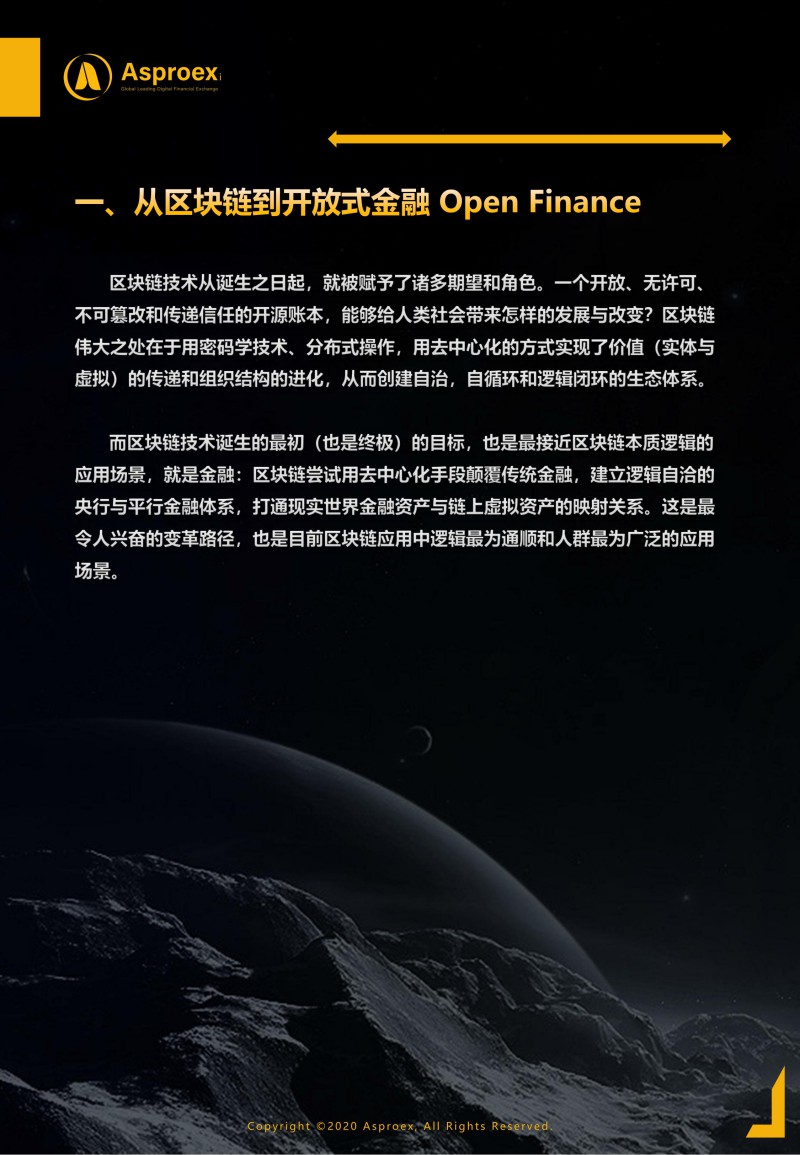 Asproex
Global Leading Digital Financial Exchange
一、从区块链到开放式金融 Open Finance
区块链技术从诞生之日起，就被赋予了诸多期望和角色。一个开放、无许可、
不可篡改和传递信任的开源账本，能够给人类社会带来怎样的发展与改变？区块链
伟大之处在于用密码学技术、分布式操作，用去中心化的方式实现了价值（实体与
虚拟）的传递和组织结构的进化，从而创建自治，自循环和逻辑闭环的生态体系。
而区块链技术诞生的最初（也是终极）的目标，也是最接近区块链本质逻辑的
应用场景，就是金融：区块链尝试用去中心化手段颠覆传统金融，建立逻辑自洽的
央行与平行金融体系，打通现实世界金融资产与链上虚拟资产的映射关系。这是最
令人兴奋的变革路径，也是目前区块链应用中逻辑最为通顺和人群最为广泛的应用
场景。
Copyright ©2020 Asproex, All Rights Reserved.